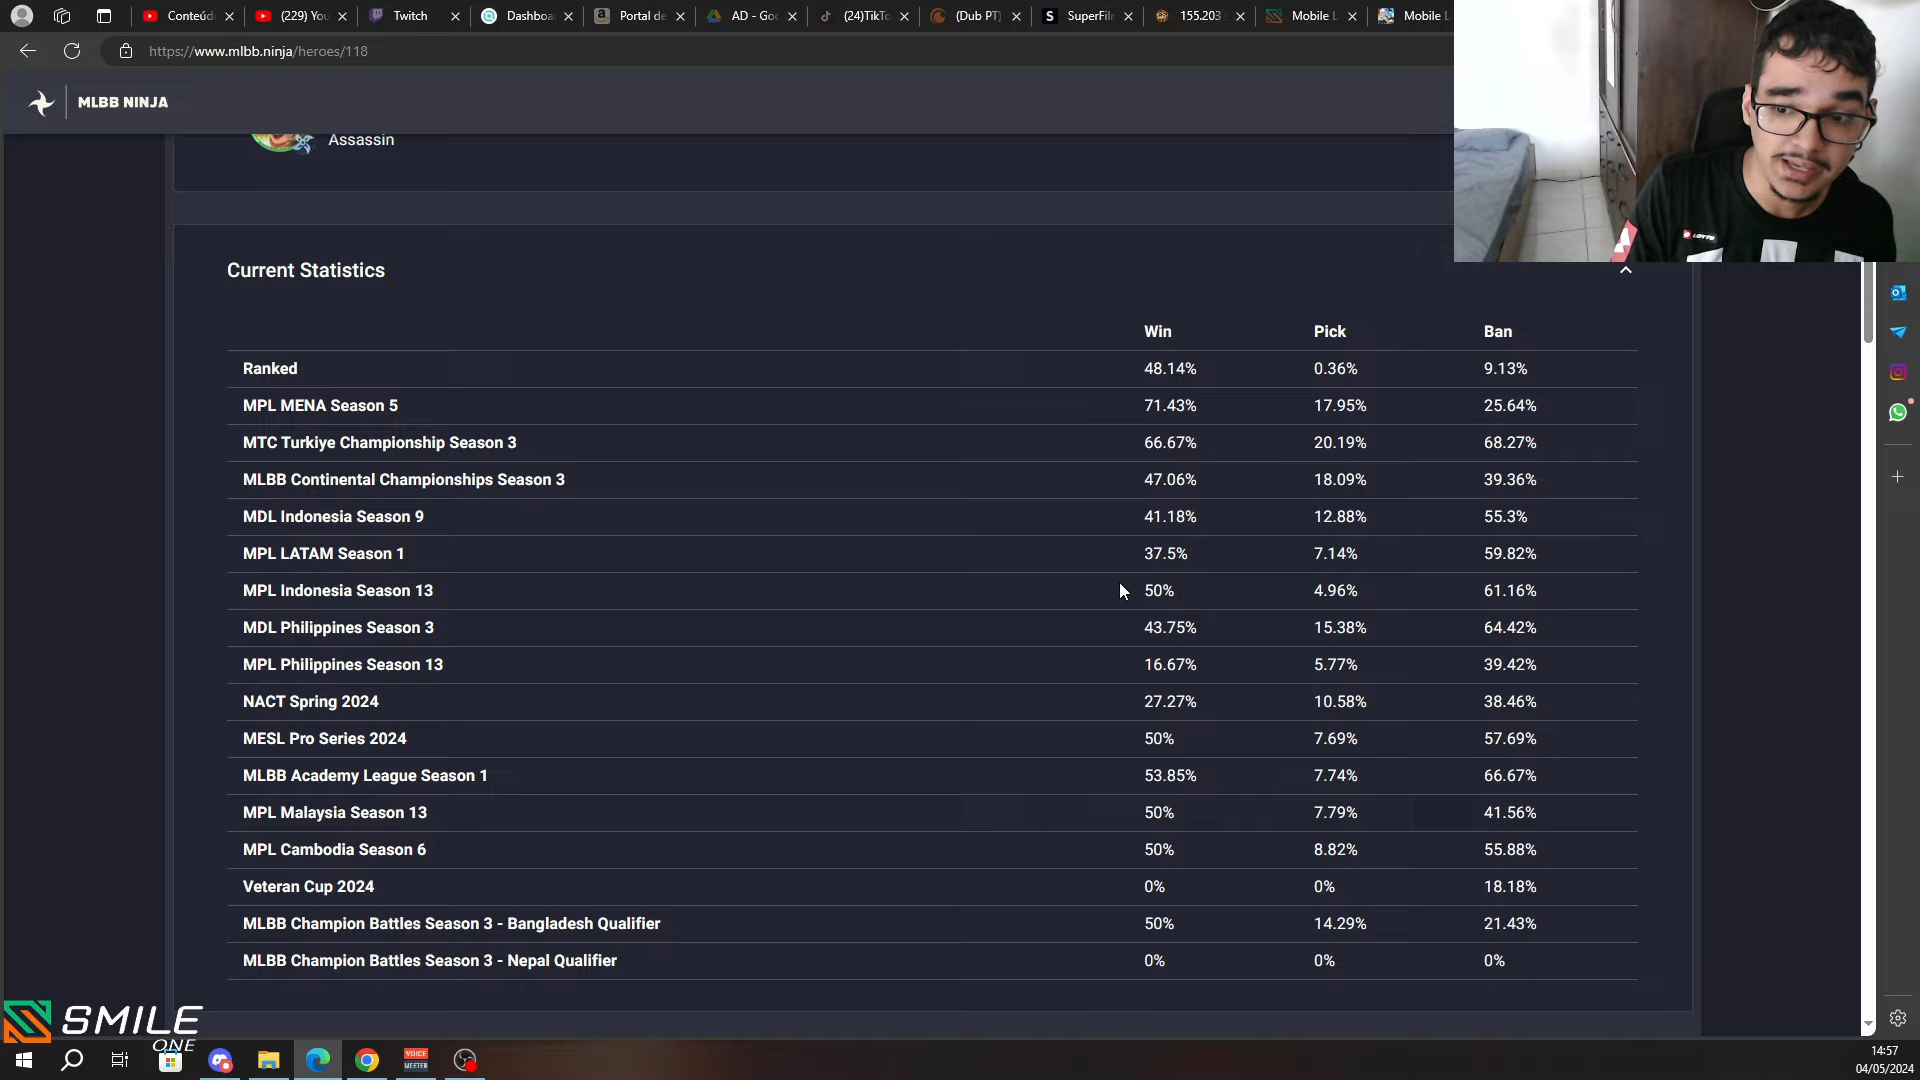 Conteúd
(229) You
Twitch
Dashboa
Portal de
AD - Goo
(24)TikTo
(Dub PT)
SuperFil
155.203
Mobile L
Mobile L
https://www.mlbb.ninja/heroes/118
MLBB NINJA
Assassin
LOTTO
Current Statistics
Win Pick Ban
Ranked 48.14% 0.36% 9.13%
MPL MENA Season 5 71.43% 17.95% 25.64%
MTC Turkiye Championship Season 3 66.67% 20.19% 68.27%
MLBB Continental Championships Season 3 47.06% 18.09% 39.36%
MDL Indonesia Season 9 41.18% 12.88% 55.3%
MPL LATAM Season 1 37.5% 7.14% 59.82%
MPL Indonesia Season 13 50% 4.96% 61.16%
MDL Philippines Season 3 43.75% 15.38% 64.42%
MPL Philippines Season 13 16.67% 5.77% 39.42%
NACT Spring 2024 27.27% 10.58% 38.46%
MESL Pro Series 2024 50% 7.69% 57.69%
MLBB Academy League Season 1 53.85% 7.74% 66.67%
MPL Malaysia Season 13 50% 7.79% 41.56%
MPL Cambodia Season 6 50% 8.82% 55.88%
Veteran Cup 2024 0% 0% 18.18%
MLBB Champion Battles Season 3 - Bangladesh Qualifier 50% 14.29% 21.43%
MLBB Champion Battles Season 3 - Nepal Qualifier 0% 0% 0%
SMILE
ONE
VOICE
MEETER
14:57
04/05/2024